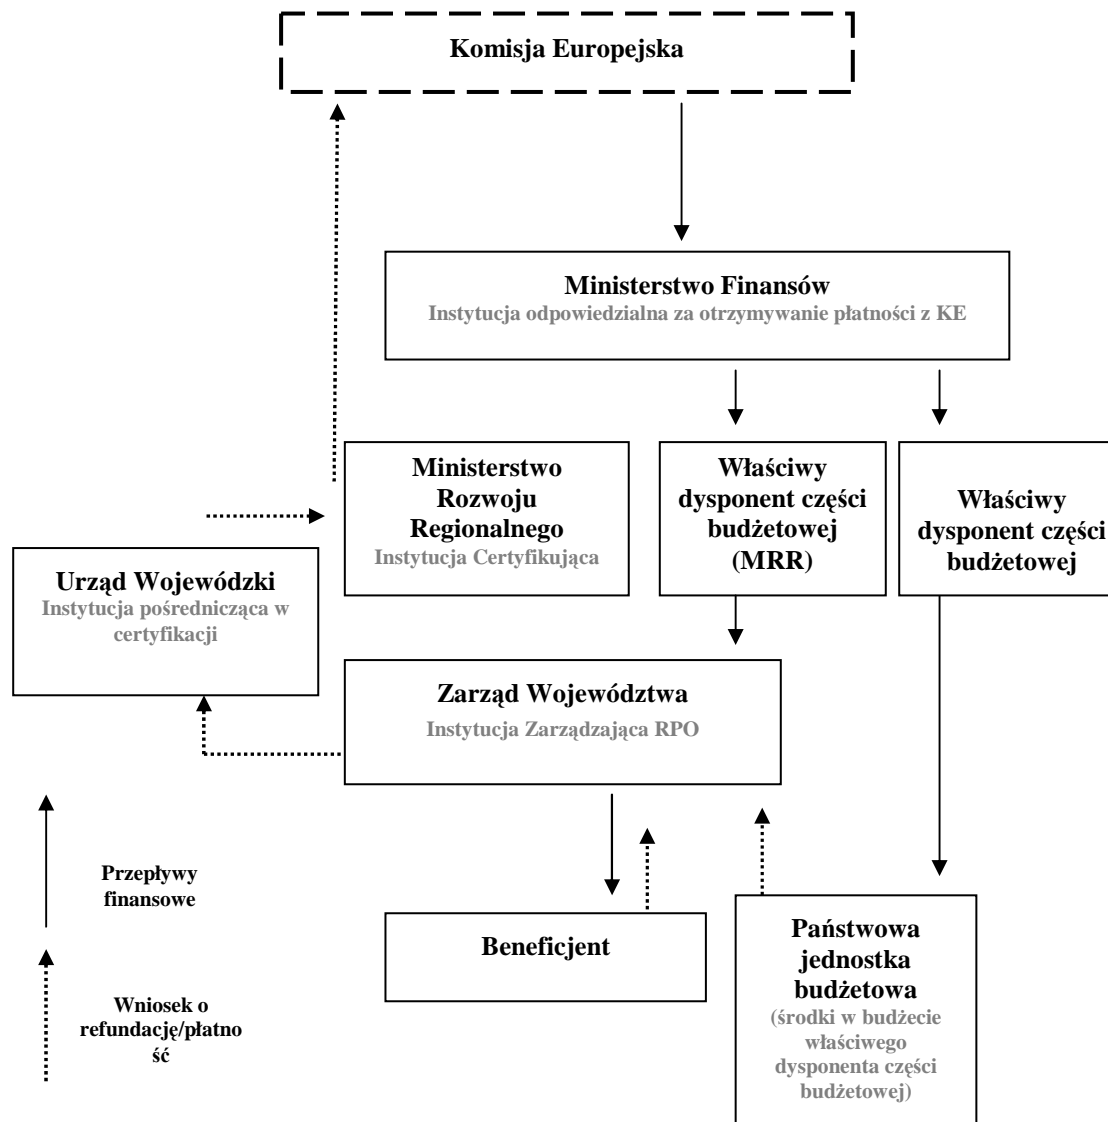 Komisja Europejska
Ministerstwo Finansów
Instytucja odpowiedzialna za otrzymywanie płatności z KE
Ministerstwo
Rozwoju
Regionalnego
Instytucja Certyfikująca
Właściwy
dysponent części
budżetowej
(MRR)
Właściwy
dysponent części
budżetowej
Urząd Wojewódzki
Instytucja pośrednicząca w
certyfikacji
Zarząd Województwa
Instytucja Zarządzająca RPO
Przepływy
finansowe
Beneficjent
Państwowa
jednostka
budżetowa
(środki w budżecie
właściwego
dysponenta części
budżetowej)
Wniosek o
refundację/płatno
ść